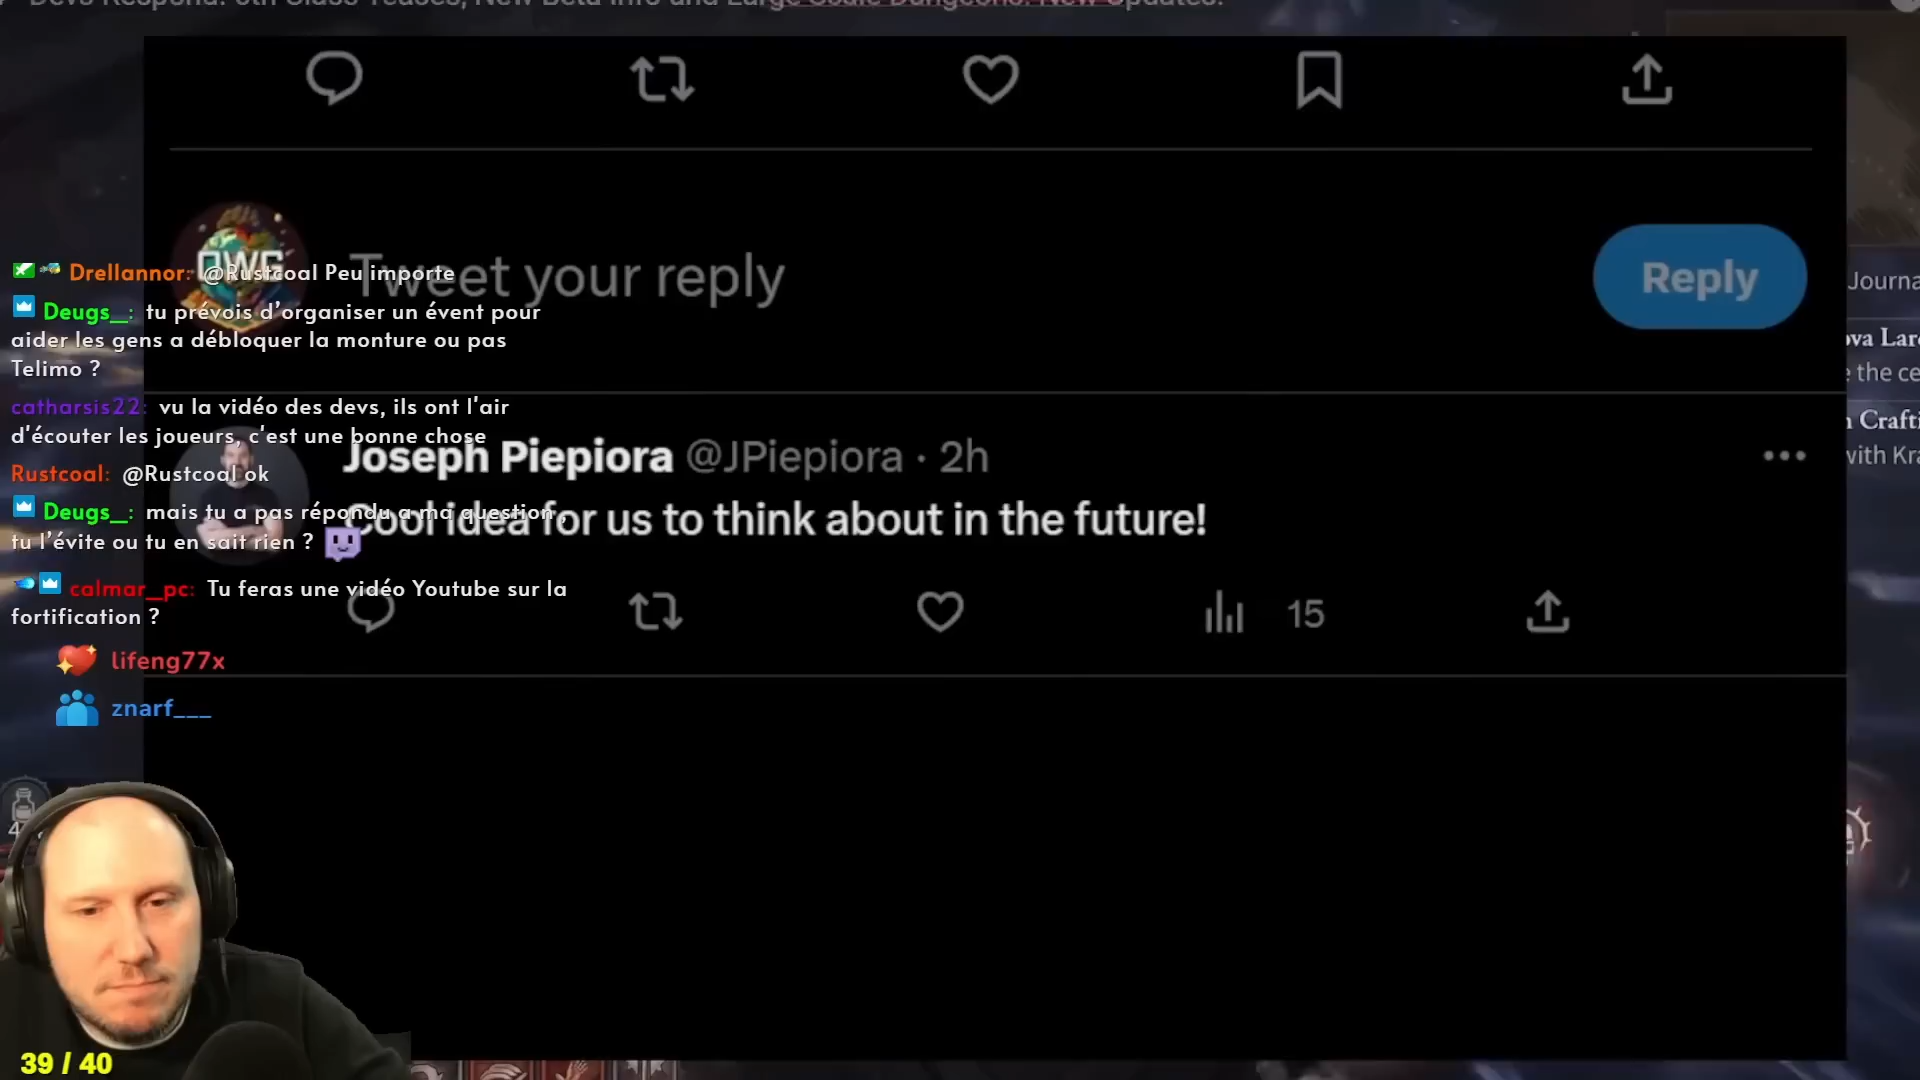 Devs Respond! 6th Class Teases, New Beta Info and Large Scale Dungeons! New Updates!
OWG
Tweet your reply
Reply
Drellannor: @Rustcoal Peu importe
Deugs_: tu prévois d’organiser un évent pour
aider les gens a débloquer la monture ou pas
Telimo ?
catharsis22: vu la vidéo des devs, ils ont l'air
d'écouter les joueurs, c'est une bonne chose
Rustcoal: @Rustcoal ok
Deugs_: mais tu a pas répondu a ma question ,
tu l’évite ou tu en sait rien ?
calmar_pc: Tu feras une vidéo Youtube sur la
fortification ?
lifeng77x
znarf___
Joseph Piepiora @JPiepiora · 2h
Cool idea for us to think about in the future!
15
Journa
the ce
Crafti
39 / 40